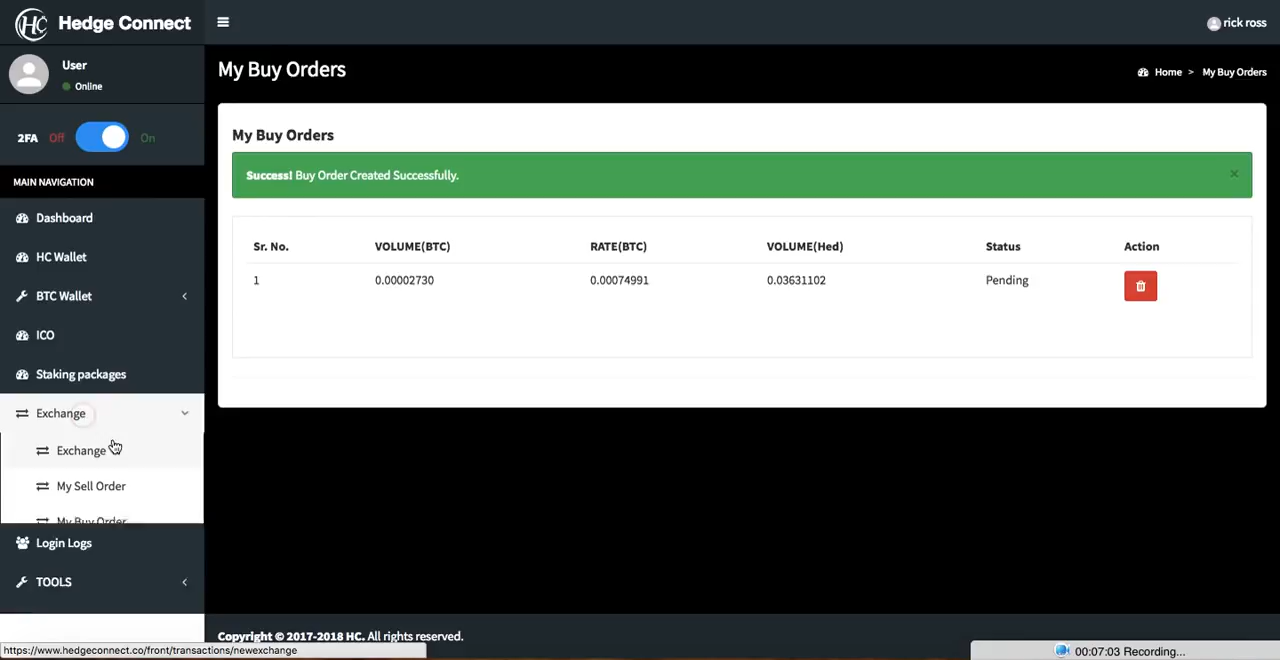 HC Hedge Connect
rick ross
User
Online
My Buy Orders
Home > My Buy Orders
2FA Off On
My Buy Orders
Success! Buy Order Created Successfully.
×
MAIN NAVIGATION
Dashboard
HC Wallet
BTC Wallet
ICO
Staking packages
Exchange
Exchange
My Sell Order
My Buy Order
Login Logs
TOOLS
Sr. No. VOLUME(BTC) RATE(BTC) VOLUME(Hed) Status Action
1 0.00002730 0.00074991 0.03631102 Pending
Copyright © 2017-2018 HC. All rights reserved.
https://www.hedgeconnect.co/front/transactions/newexchange
00:07:03 Recording...